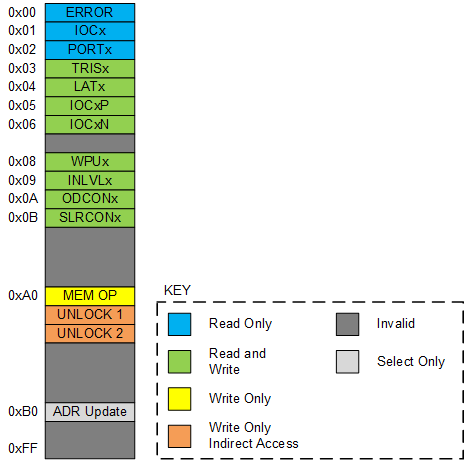 0x00 ERROR
0x01 IOCx
0x02 PORTx
0x03 TRISx
0x04 LATx
0x05 IOCxP
0x06 IOCxN
0x08 WPUx
0x09 INLVLx
0x0A ODCONx
0x0B SLRCONx
0xA0 MEM OP
UNLOCK 1
UNLOCK 2
0xB0 ADR Update
0xFF
KEY
Read Only
Invalid
Read and
Write
Select Only
Write Only
Write Only
Indirect Access